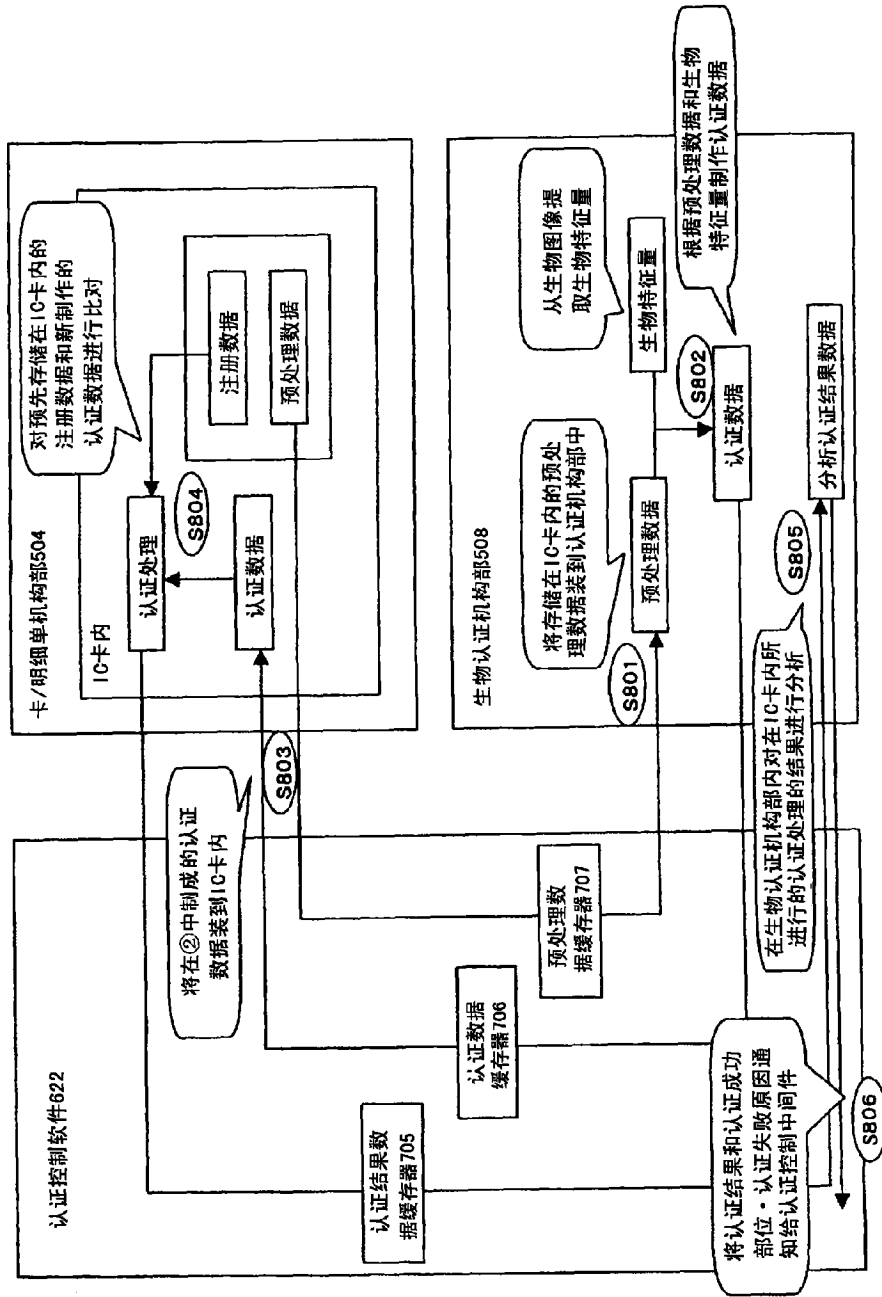 认证控制软件622
认证结果数
据缓存器705
认证数据
缓存器706
预处理数
据缓存器707
将在②中制成的认证
数据装到IC卡内
S803
将认证结果和认证成功
部位・认证失败原因通
知给认证控制中间件
S806
卡/明细单机构部504
IC卡内
认证处理
S804
认证数据
对预先存储在IC卡内的
注册数据和新制作的
认证数据进行比对
注册数据
预处理数据
生物认证机构部508
S801
将存储在IC卡内的预处
理数据装到认证机构部中
预处理数据
从生物图像提
取生物特征量
生物特征量
S802
根据预处理数据和生物
特征量制作认证数据
认证数据
在生物认证机构部内对在IC卡内所
进行的认证处理的结果进行分析
S805
分析认证结果数据